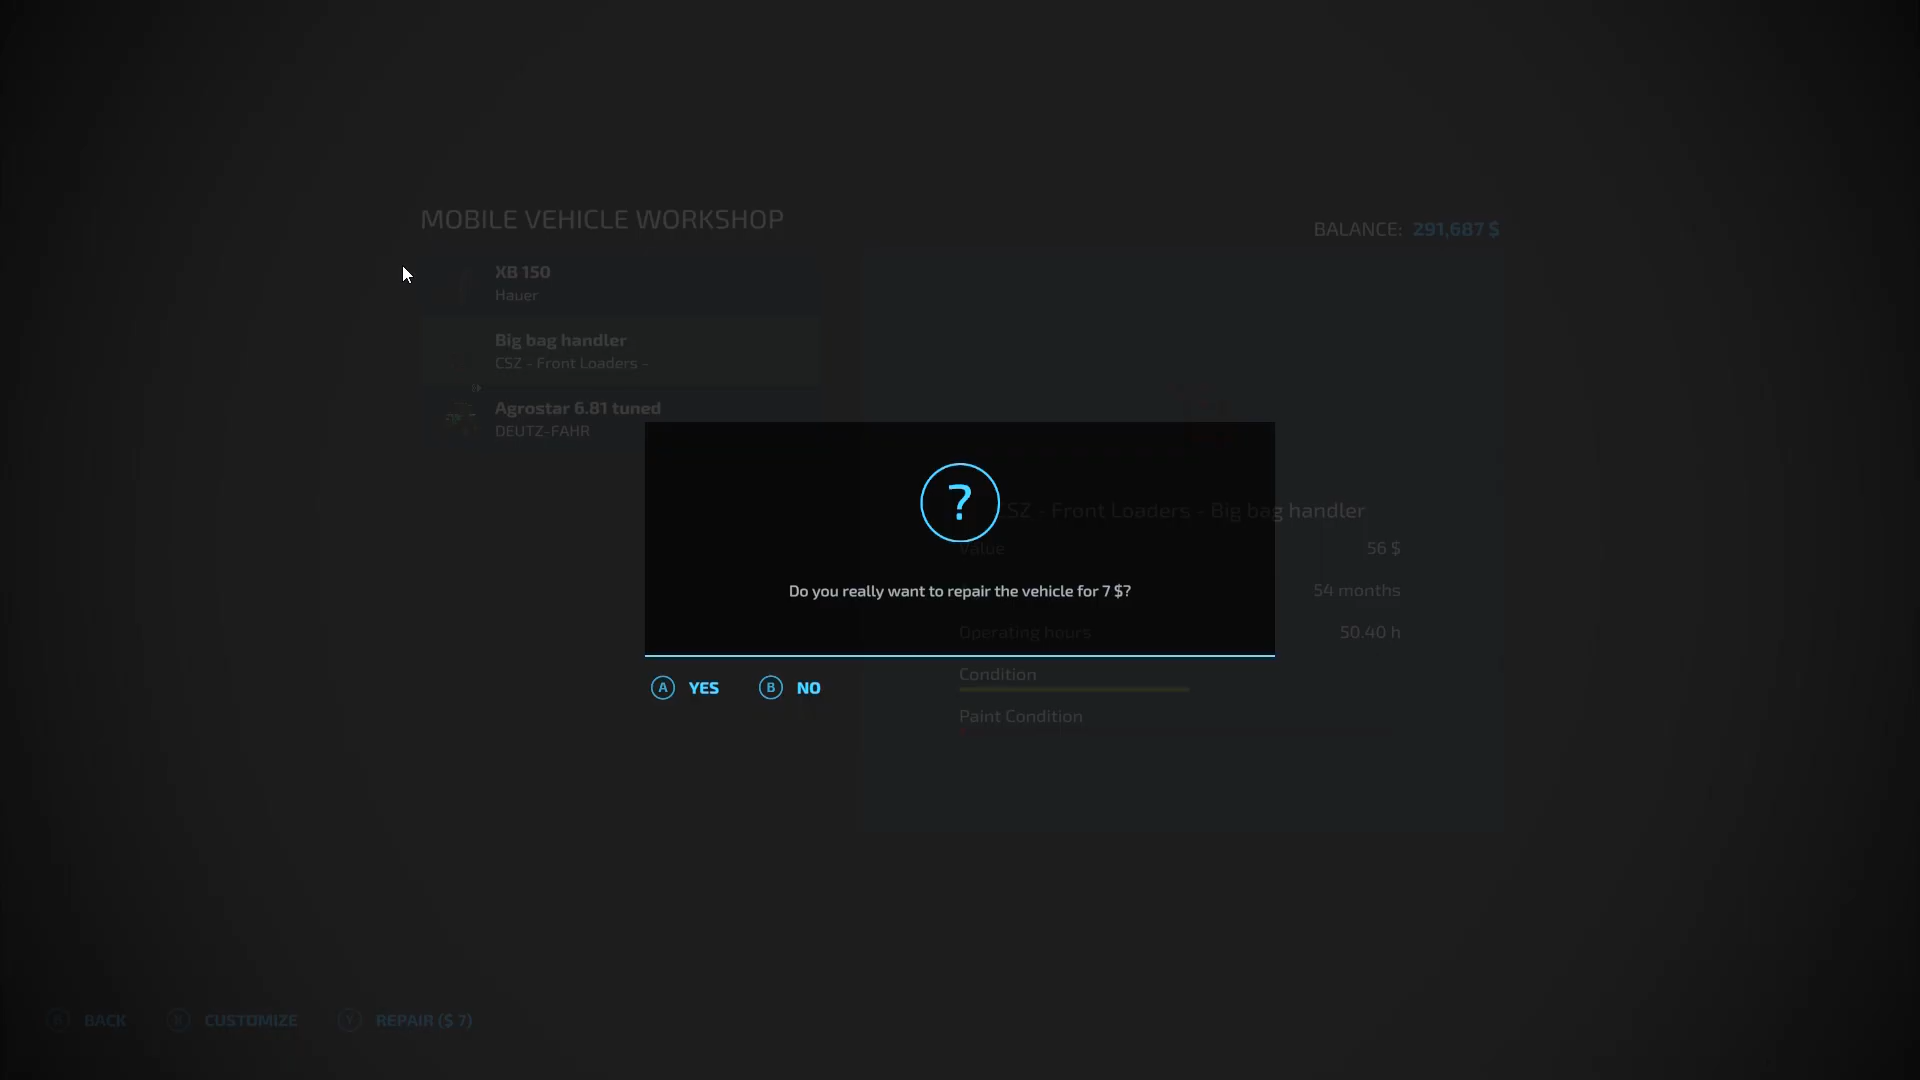 MOBILE VEHICLE WORKSHOP
BALANCE: 291,687 $
XB 150
Hauer
Big bag handler
CSZ - Front Loaders -
Agrostar 6.81 tuned
DEUTZ-FAHR
?
SZ - Front Loaders - Big bag handler
Value 56 $
54 months
Do you really want to repair the vehicle for 7 $?
Operating hours 50.40 h
Condition
Paint Condition
A YES B NO
B BACK X CUSTOMIZE Y REPAIR ($ 7)